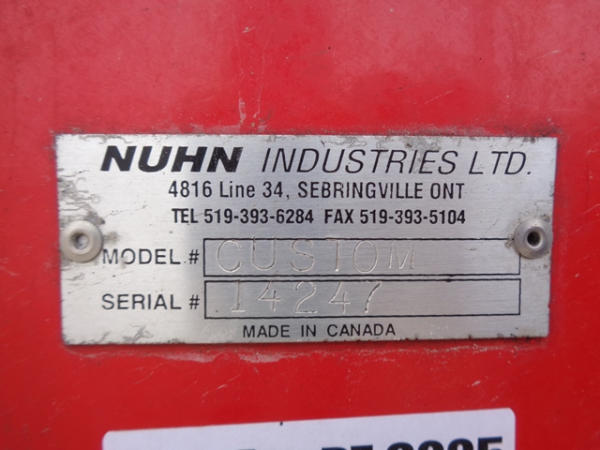 NUHN INDUSTRIES LTD.
4816 Line 34, SEBRINGVILLE ONT
TEL 519-393-6284 FAX 519-393-5104
MODEL # CUSTOM
SERIAL # 14247
MADE IN CANADA